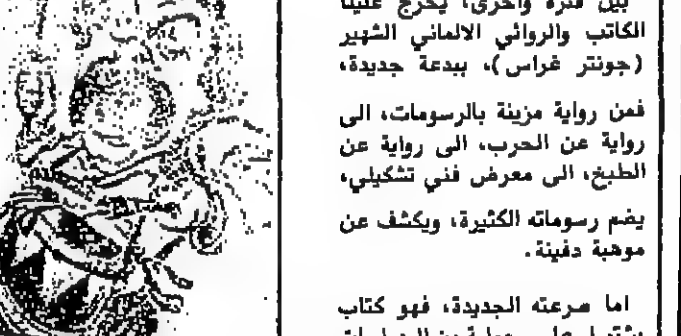 بين فترة واخرى، يخرج علينا
الكاتب والروائي الالماني الشهير
(جونتر غراس)، ببدعة جديدة،
فمن رواية مزينة بالرسومات، الى
رواية عن الحرب، الى رواية عن
الطبخ، الى معرض فني تشكيلي،
يضم رسوماته الكثيرة، ويكشف عن
موهبة دفينة.
اما سرعته الجديدة، فهو كتاب